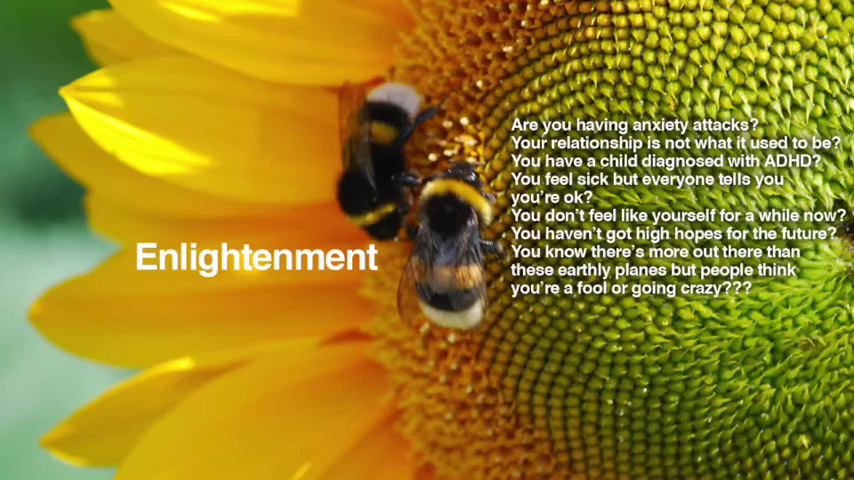 Enlightenment
Are you having anxiety attacks?
Your relationship is not what it used to be?
You have a child diagnosed with ADHD?
You feel sick but everyone tells you
you're ok?
You don't feel like yourself for a while now?
You haven't got high hopes for the future?
You know there's more out there than
these earthly planes but people think
you're a fool or going crazy???